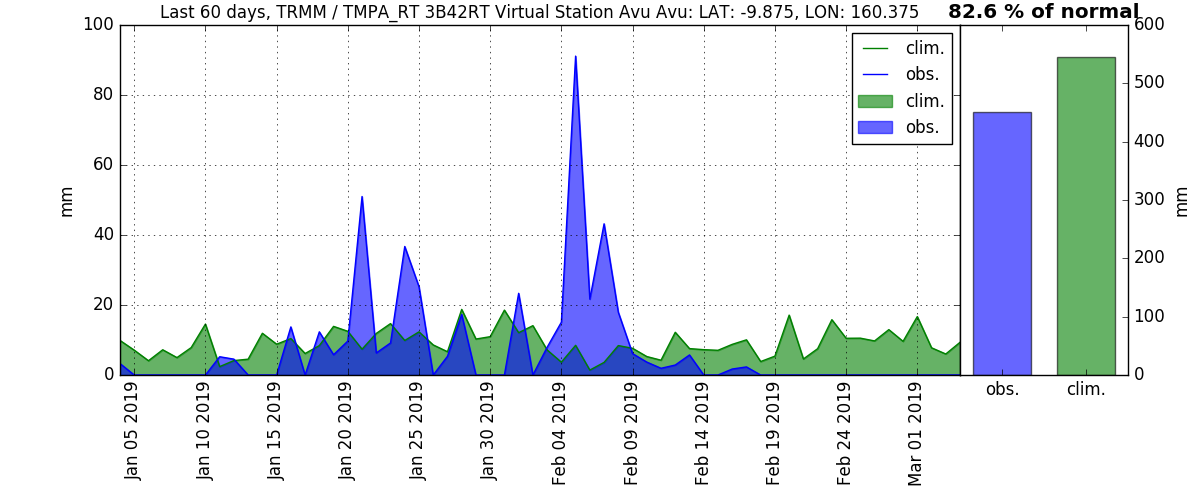 Last 60 days, TRMM / TMPA_RT 3B42RT Virtual Station Avu Avu: LAT: -9.875, LON: 160.375
82.6 % of normal
100
80
60
40
20
0
mm
clim.
obs.
clim.
obs.
Jan 05 2019
Jan 10 2019
Jan 15 2019
Jan 20 2019
Jan 25 2019
Jan 30 2019
Feb 04 2019
Feb 09 2019
Feb 14 2019
Feb 19 2019
Feb 24 2019
Mar 01 2019
600
500
400
300
200
100
0
mm
obs.
clim.